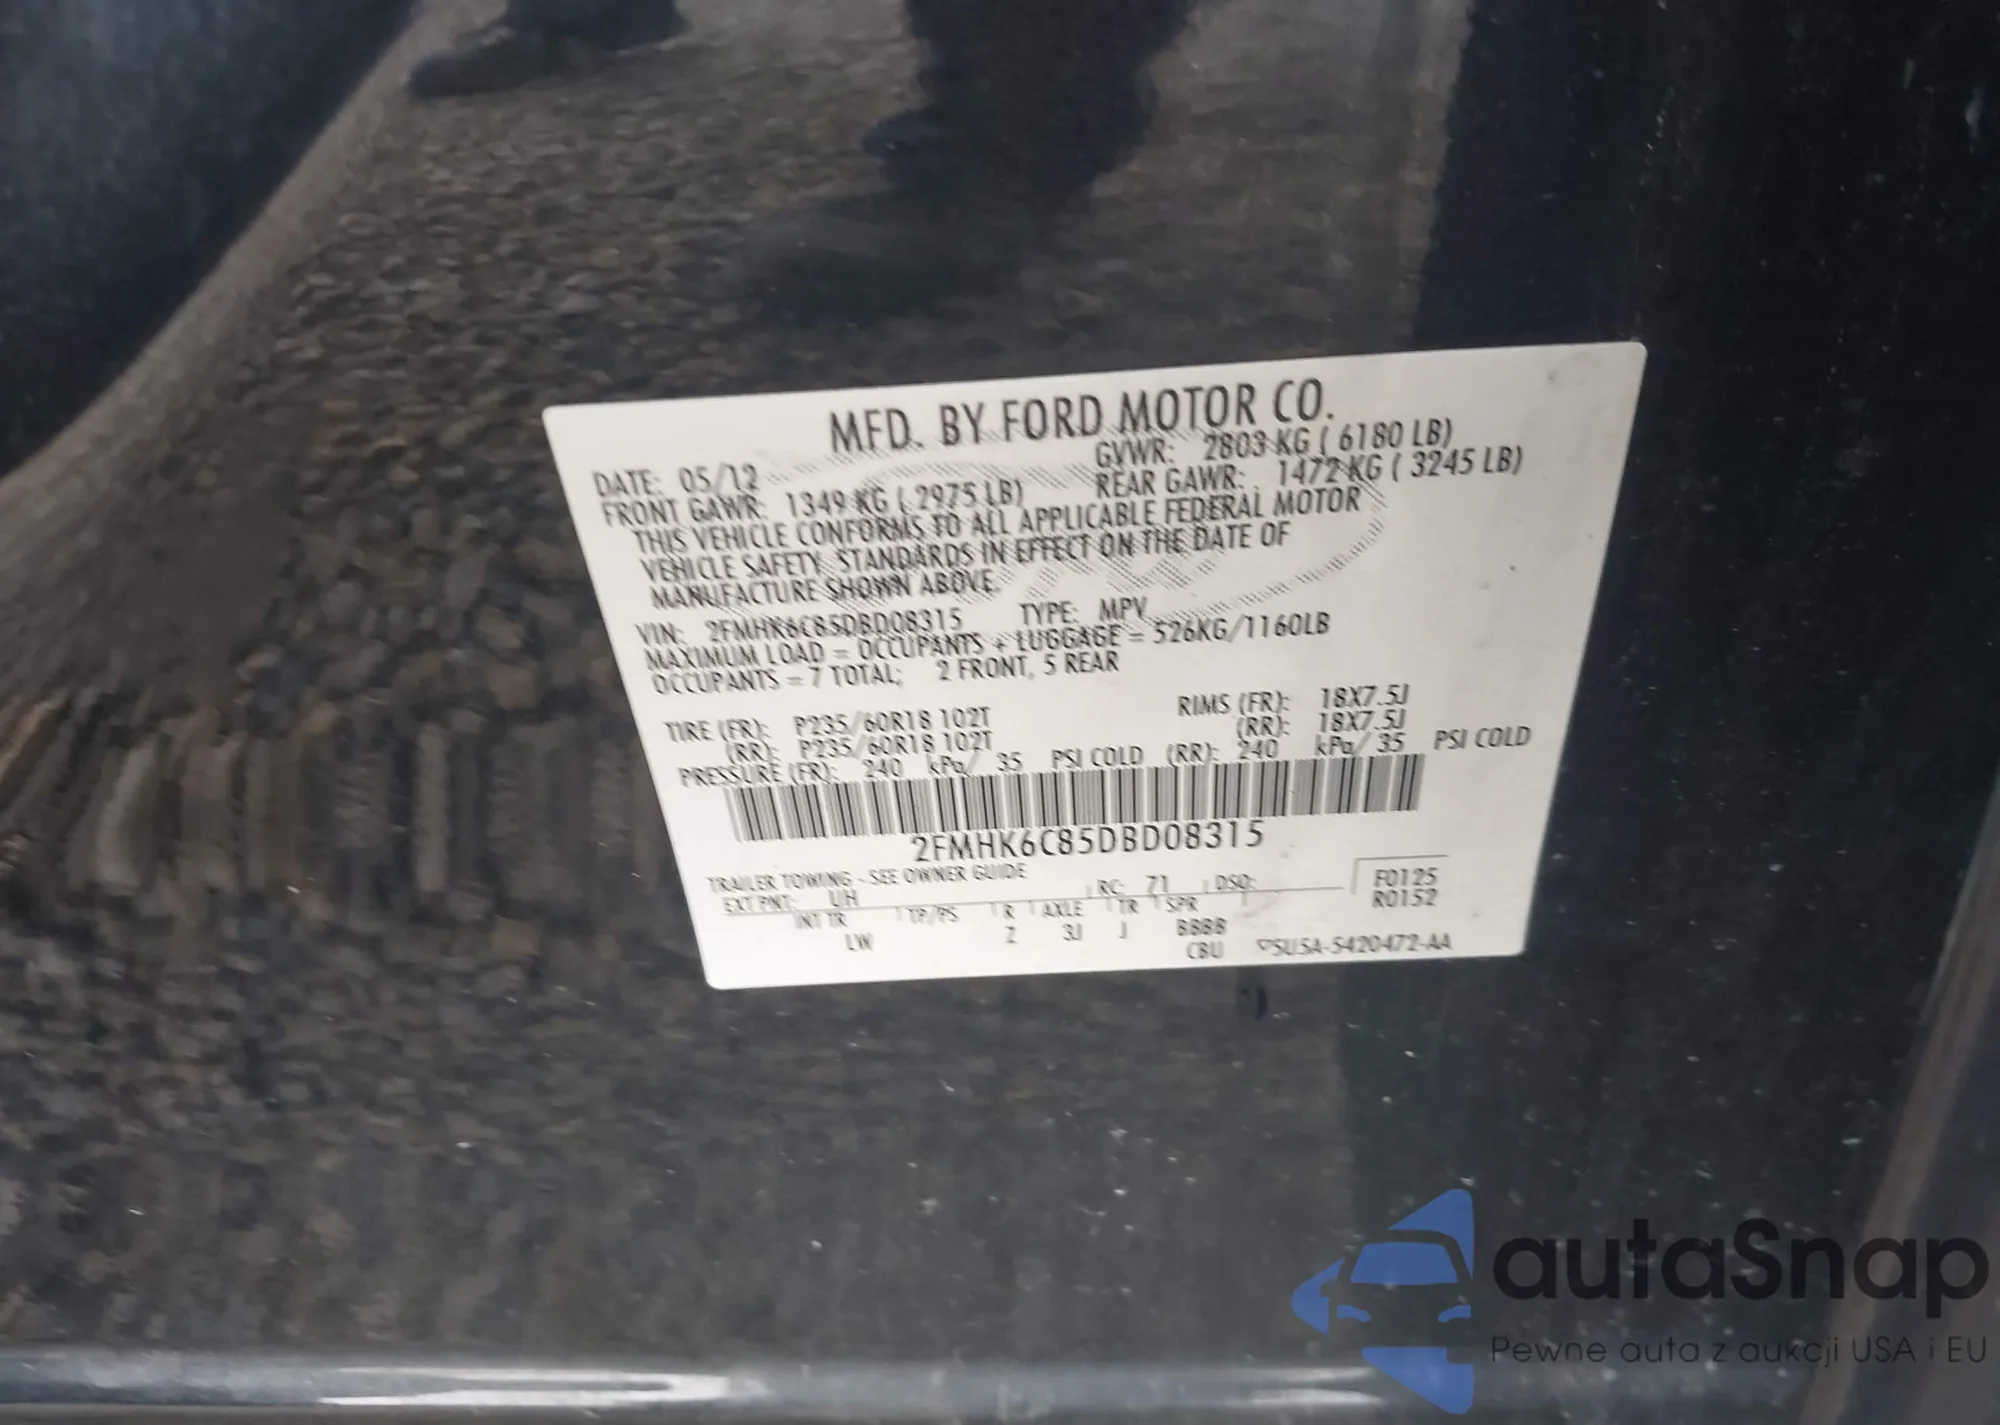 MFD. BY FORD MOTOR CO.
DATE: 05/12 GVWR: 2803 KG ( 6180 LB)
FRONT GAWR: 1349 KG ( 2975 LB) REAR GAWR: 1472 KG ( 3245 LB)
THIS VEHICLE CONFORMS TO ALL APPLICABLE FEDERAL MOTOR
VEHICLE SAFETY STANDARDS IN EFFECT ON THE DATE OF
MANUFACTURE SHOWN ABOVE.
VIN: 2FMHK6C85DBD08315 TYPE: MPV
MAXIMUM LOAD = OCCUPANTS + LUGGAGE = 526KG/1160LB
OCCUPANTS = 7 TOTAL; 2 FRONT, 5 REAR
TIRE (FR): P235/60R18 102T RIMS (FR): 18X7.5J
(RR): P235/60R18 102T (RR): 18X7.5J
PRESSURE (FR): 240 kPa/ 35 PSI COLD (RR): 240 kPa/ 35 PSI COLD
2FMHK6C85DBD08315
TRAILER TOWING - SEE OWNER GUIDE
EXT PNT: UH RC: 71 DSO: F0125
INT TR TP/PS R AXLE TR SPR R0152
LW Z 3J J BBBB
CBU 5U5A-5420472-AA
autaSnap
Pewne auta z aukcji USA i EU